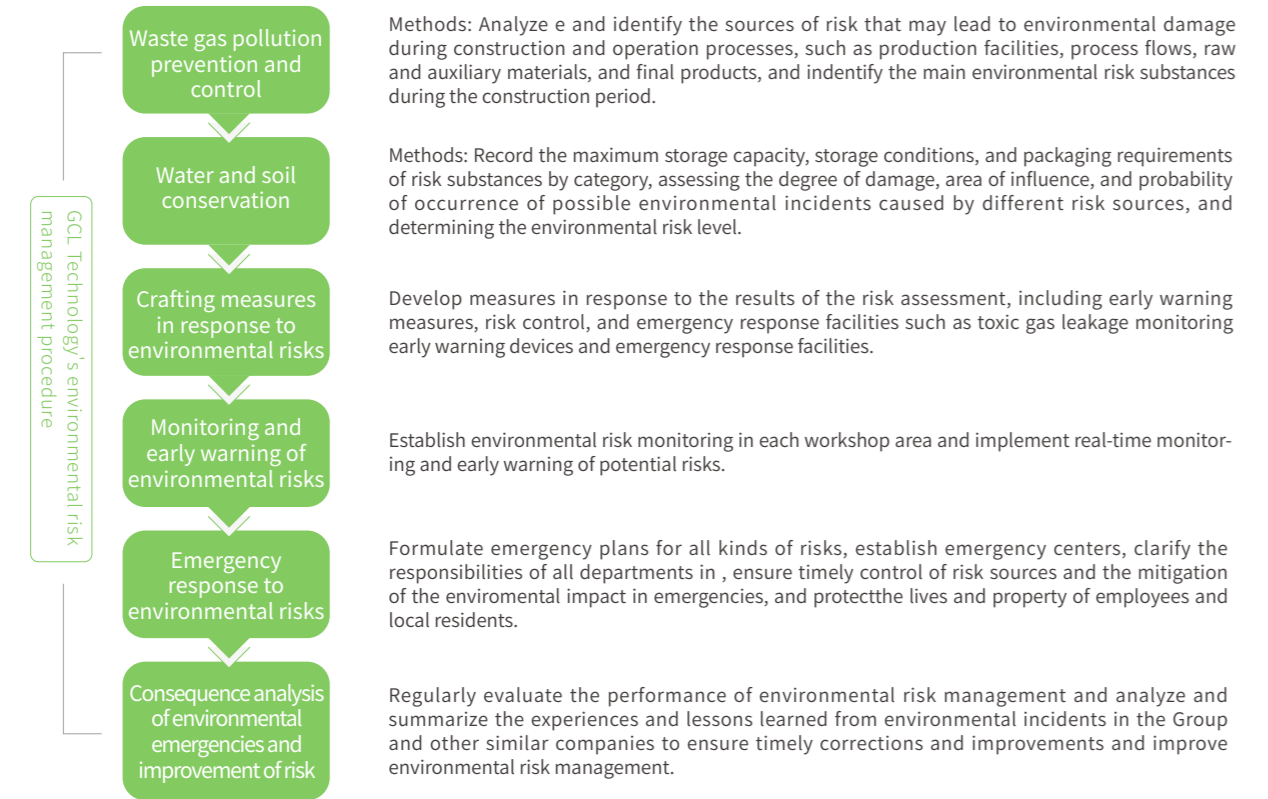 GCL Technology's environmental risk
management procedure
Waste gas pollution
prevention and
control
Methods: Analyze e and identify the sources of risk that may lead to environmental damage
during construction and operation processes, such as production facilities, process flows, raw
and auxiliary materials, and final products, and indentify the main environmental risk substances
during the construction period.
Water and soil
conservation
Methods: Record the maximum storage capacity, storage conditions, and packaging requirements
of risk substances by category, assessing the degree of damage, area of influence, and probability
of occurrence of possible environmental incidents caused by different risk sources, and
determining the environmental risk level.
Crafting measures
in response to
environmental risks
Develop measures in response to the results of the risk assessment, including early warning
measures, risk control, and emergency response facilities such as toxic gas leakage monitoring
early warning devices and emergency response facilities.
Monitoring and
early warning of
environmental risks
Establish environmental risk monitoring in each workshop area and implement real-time monitor-
ing and early warning of potential risks.
Emergency
response to
environmental risks
Formulate emergency plans for all kinds of risks, establish emergency centers, clarify the
responsibilities of all departments in , ensure timely control of risk sources and the mitigation
of the enviromental impact in emergencies, and protectthe lives and property of employees and
local residents.
Consequence analysis
of environmental
emergencies and
improvement of risk
Regularly evaluate the performance of environmental risk management and analyze and
summarize the experiences and lessons learned from environmental incidents in the Group
and other similar companies to ensure timely corrections and improvements and improve
environmental risk management.